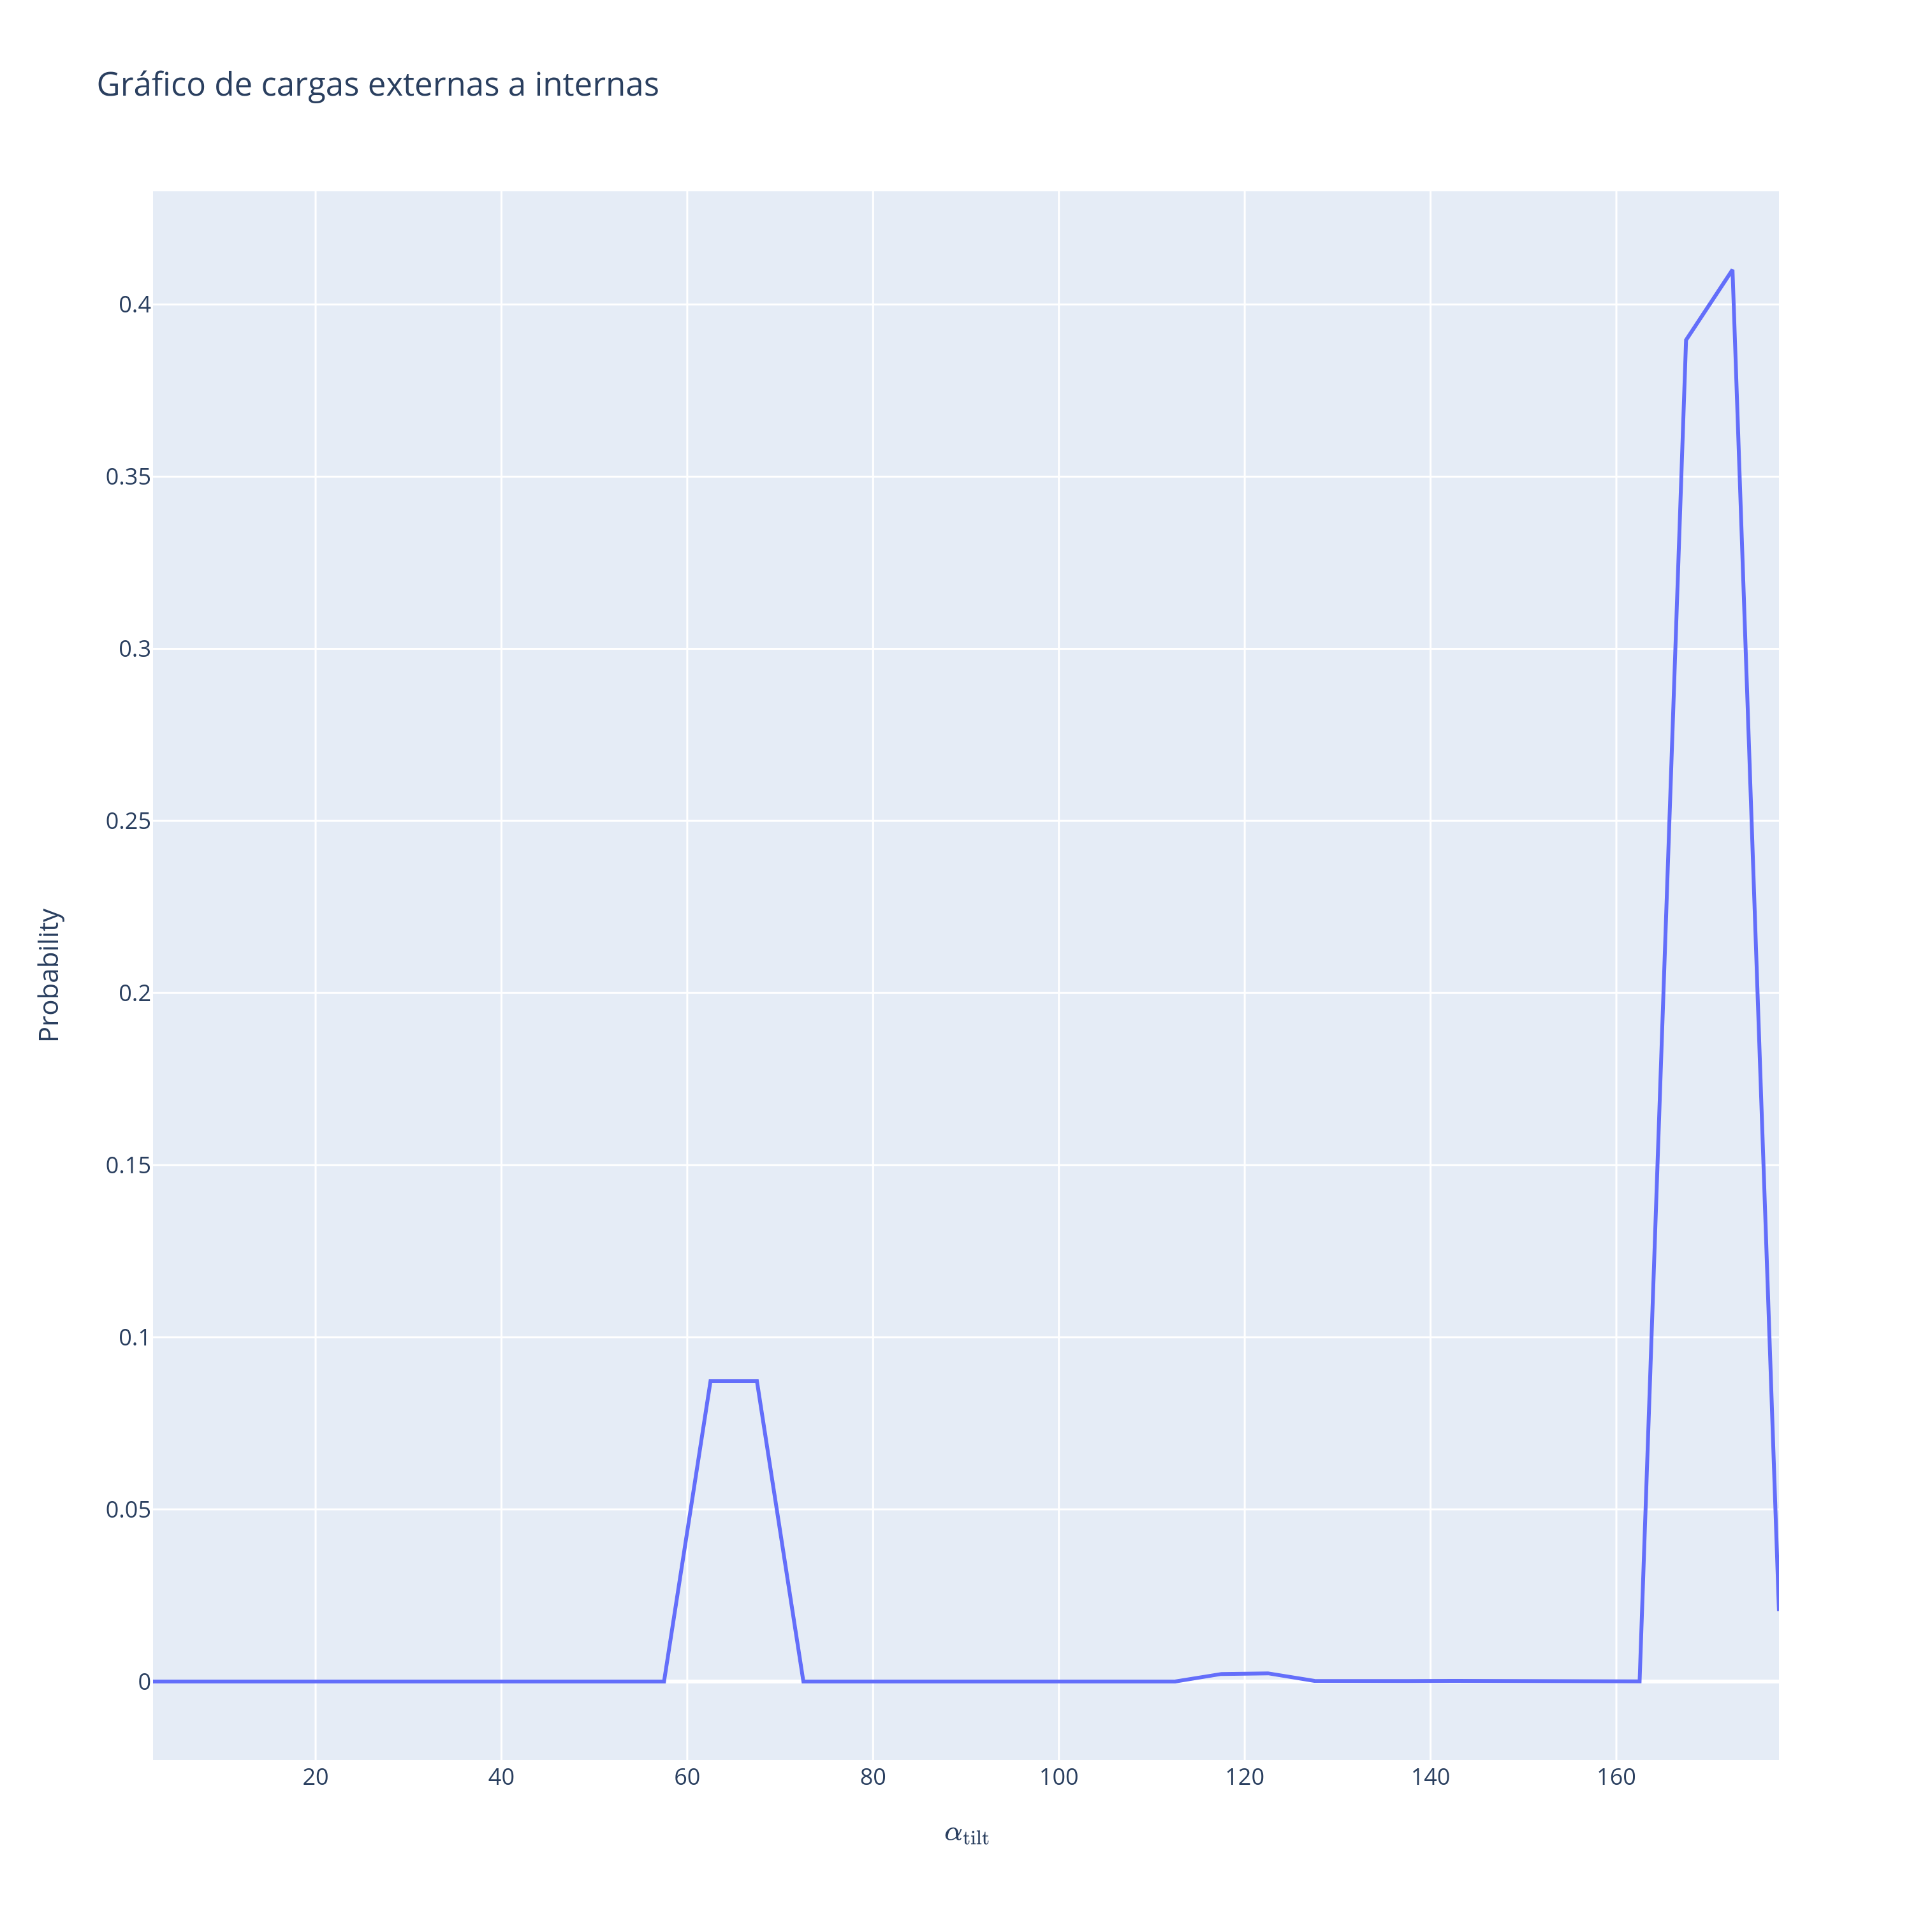 Gráfico de cargas externas a internas
0.4
0.35
0.3
0.25
0.2
0.15
0.1
0.05
0
Probability
20 40 60 80 100 120 140 160
α_tilt